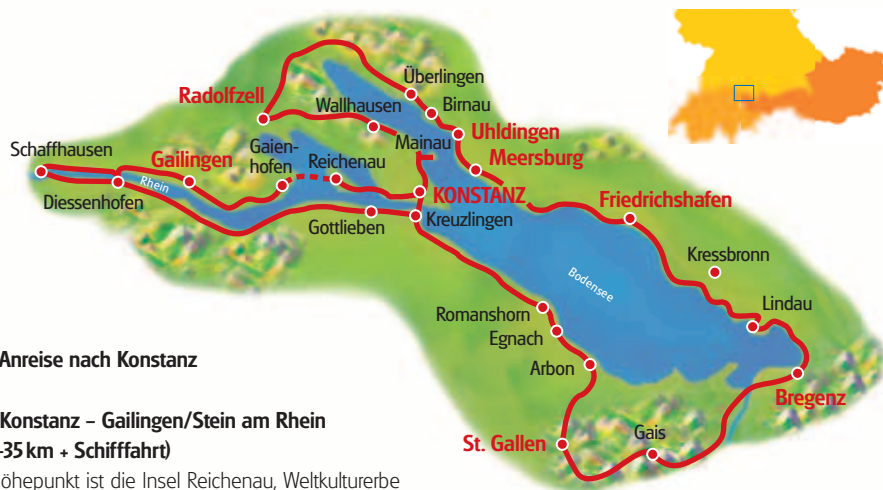 Überlingen
Radolfzell
Wallhausen
Birnau
Uhldingen
Mainau
Meersburg
Schaffhausen
Gailingen
Gaien-
hofen
Reichenau
KONSTANZ
Rhein
Diessenhofen
Gottlieben
Kreuzlingen
Friedrichshafen
Kressbronn
Bodensee
Lindau
Romanshorn
Egnach
Arbon
Bregenz
St. Gallen
Gais
Anreise nach Konstanz
Konstanz – Gailingen/Stein am Rhein
-35 km + Schifffahrt)
öhepunkt ist die Insel Reichenau, Weltkulturerbe